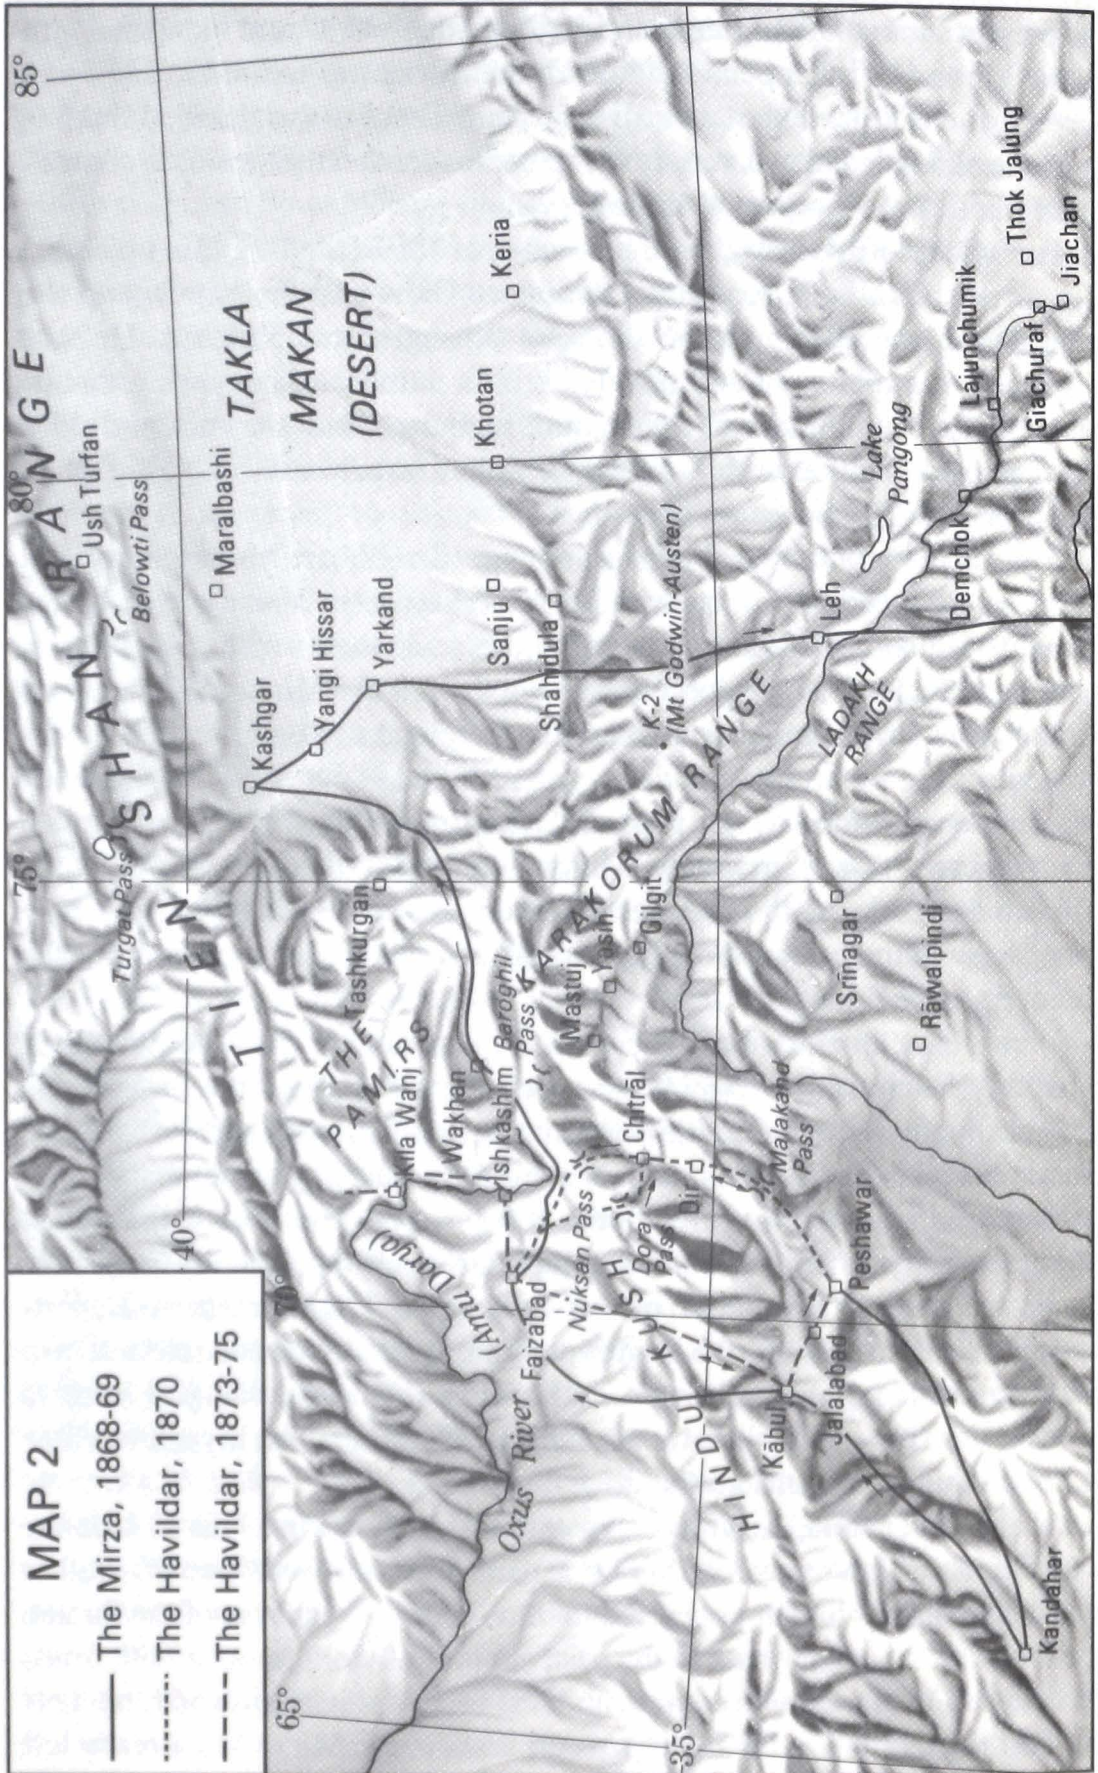 MAP 2
The Mirza, 1868-69
The Havildar, 1870
The Havildar, 1873-75
65°
70°
75°
80°
85°
40°
35°
TIEN SHAN RANGE
Turgat Pass
Ush Turfan
Belowti Pass
Maralbashi
TAKLA
MAKAN
(DESERT)
Kashgar
Yangi Hissar
Yarkand
Khotan
Keria
Sanju
Shahidula
THE
PAMIRS
Tashkurgan
Kila Wanj
Wakhan
Ishkashim
Baroghil
Pass
Oxus River
(Amu Darya)
Faizabad
Nuksan Pass
Dora
Pass
Chitrāl
Mastuj
Yasin
Gilgit
KARAKORUM RANGE
K-2
(Mt Godwin-Austen)
HINDU KUSH
Dir
Malakand
Pass
Kābul
Jalalabad
Peshawar
Kandahar
Srīnagar
Rāwalpindi
Leh
LADAKH
RANGE
Lake
Pangong
Demchok
Lajunchumik
Giachuraf
Thok Jalung
Jiachan